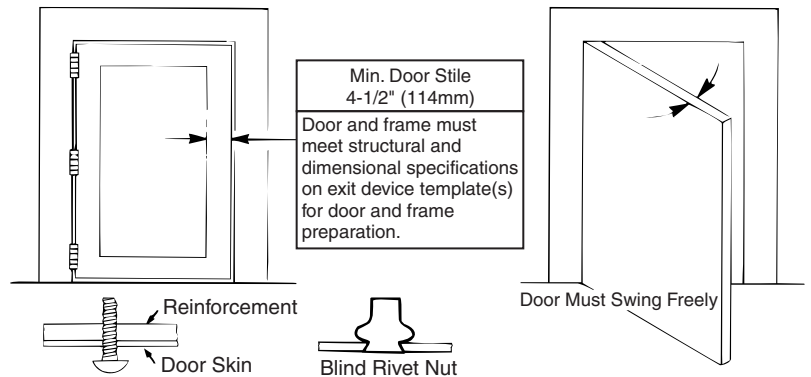 Min. Door Stile
4-1/2" (114mm)
Door and frame must
meet structural and
dimensional specifications
on exit device template(s)
for door and frame
preparation.
Door Must Swing Freely
Reinforcement
Door Skin
Blind Rivet Nut